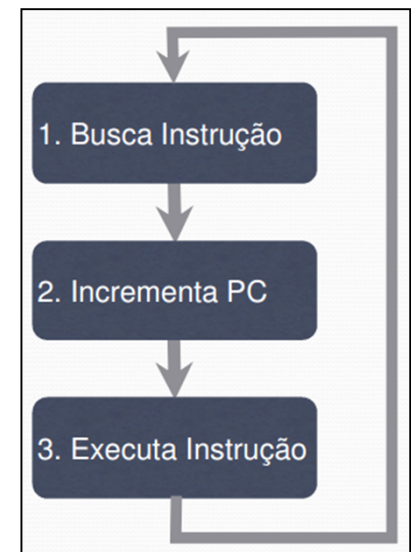 1. Busca Instrução
2. Incrementa PC
3. Executa Instrução